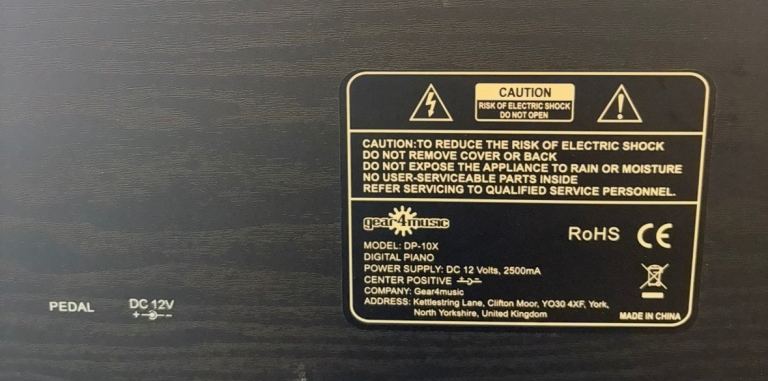 CAUTION
RISK OF ELECTRIC SHOCK
DO NOT OPEN
CAUTION:TO REDUCE THE RISK OF ELECTRIC SHOCK
DO NOT REMOVE COVER OR BACK
DO NOT EXPOSE THE APPLIANCE TO RAIN OR MOISTURE
NO USER-SERVICEABLE PARTS INSIDE
REFER SERVICING TO QUALIFIED SERVICE PERSONNEL.
gear4music
RoHS CE
MODEL: DP-10X
DIGITAL PIANO
POWER SUPPLY: DC 12 Volts, 2500mA
CENTER POSITIVE
COMPANY: Gear4music
ADDRESS: Kettlestring Lane, Clifton Moor, YO30 4XF, York,
North Yorkshire, United Kingdom
MADE IN CHINA
PEDAL
DC 12V